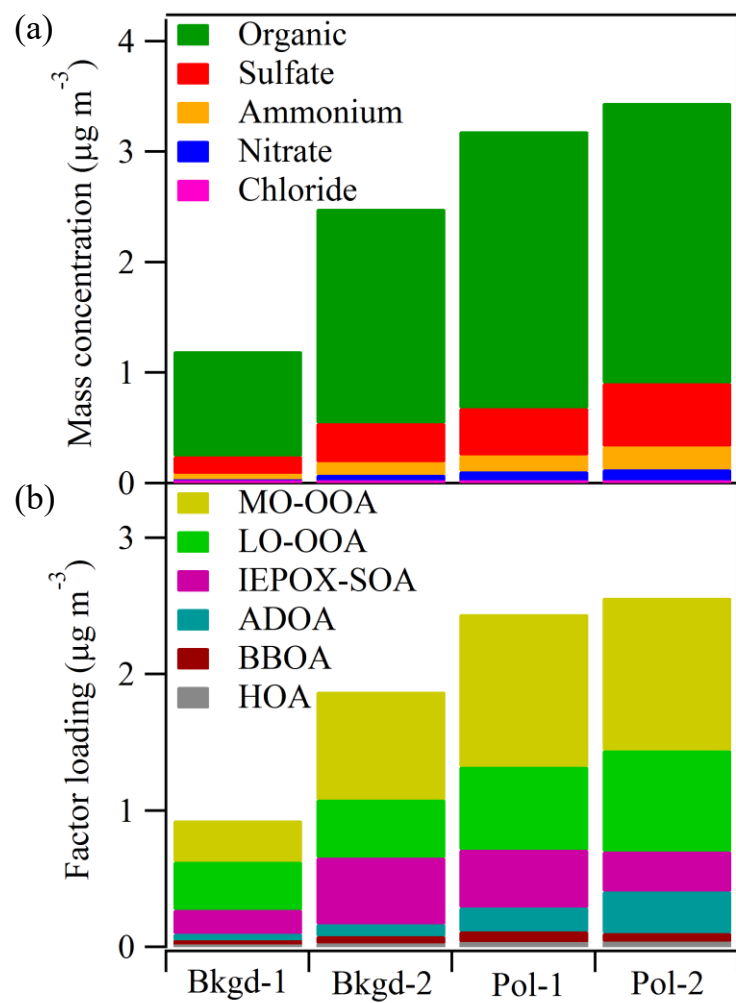 (a)
Mass concentration (µg m⁻³)
4
3
2
1
0
Organic
Sulfate
Ammonium
Nitrate
Chloride
(b)
Factor loading (µg m⁻³)
3
2
1
0
MO-OOA
LO-OOA
IEPOX-SOA
ADOA
BBOA
HOA
Bkgd-1 Bkgd-2 Pol-1 Pol-2